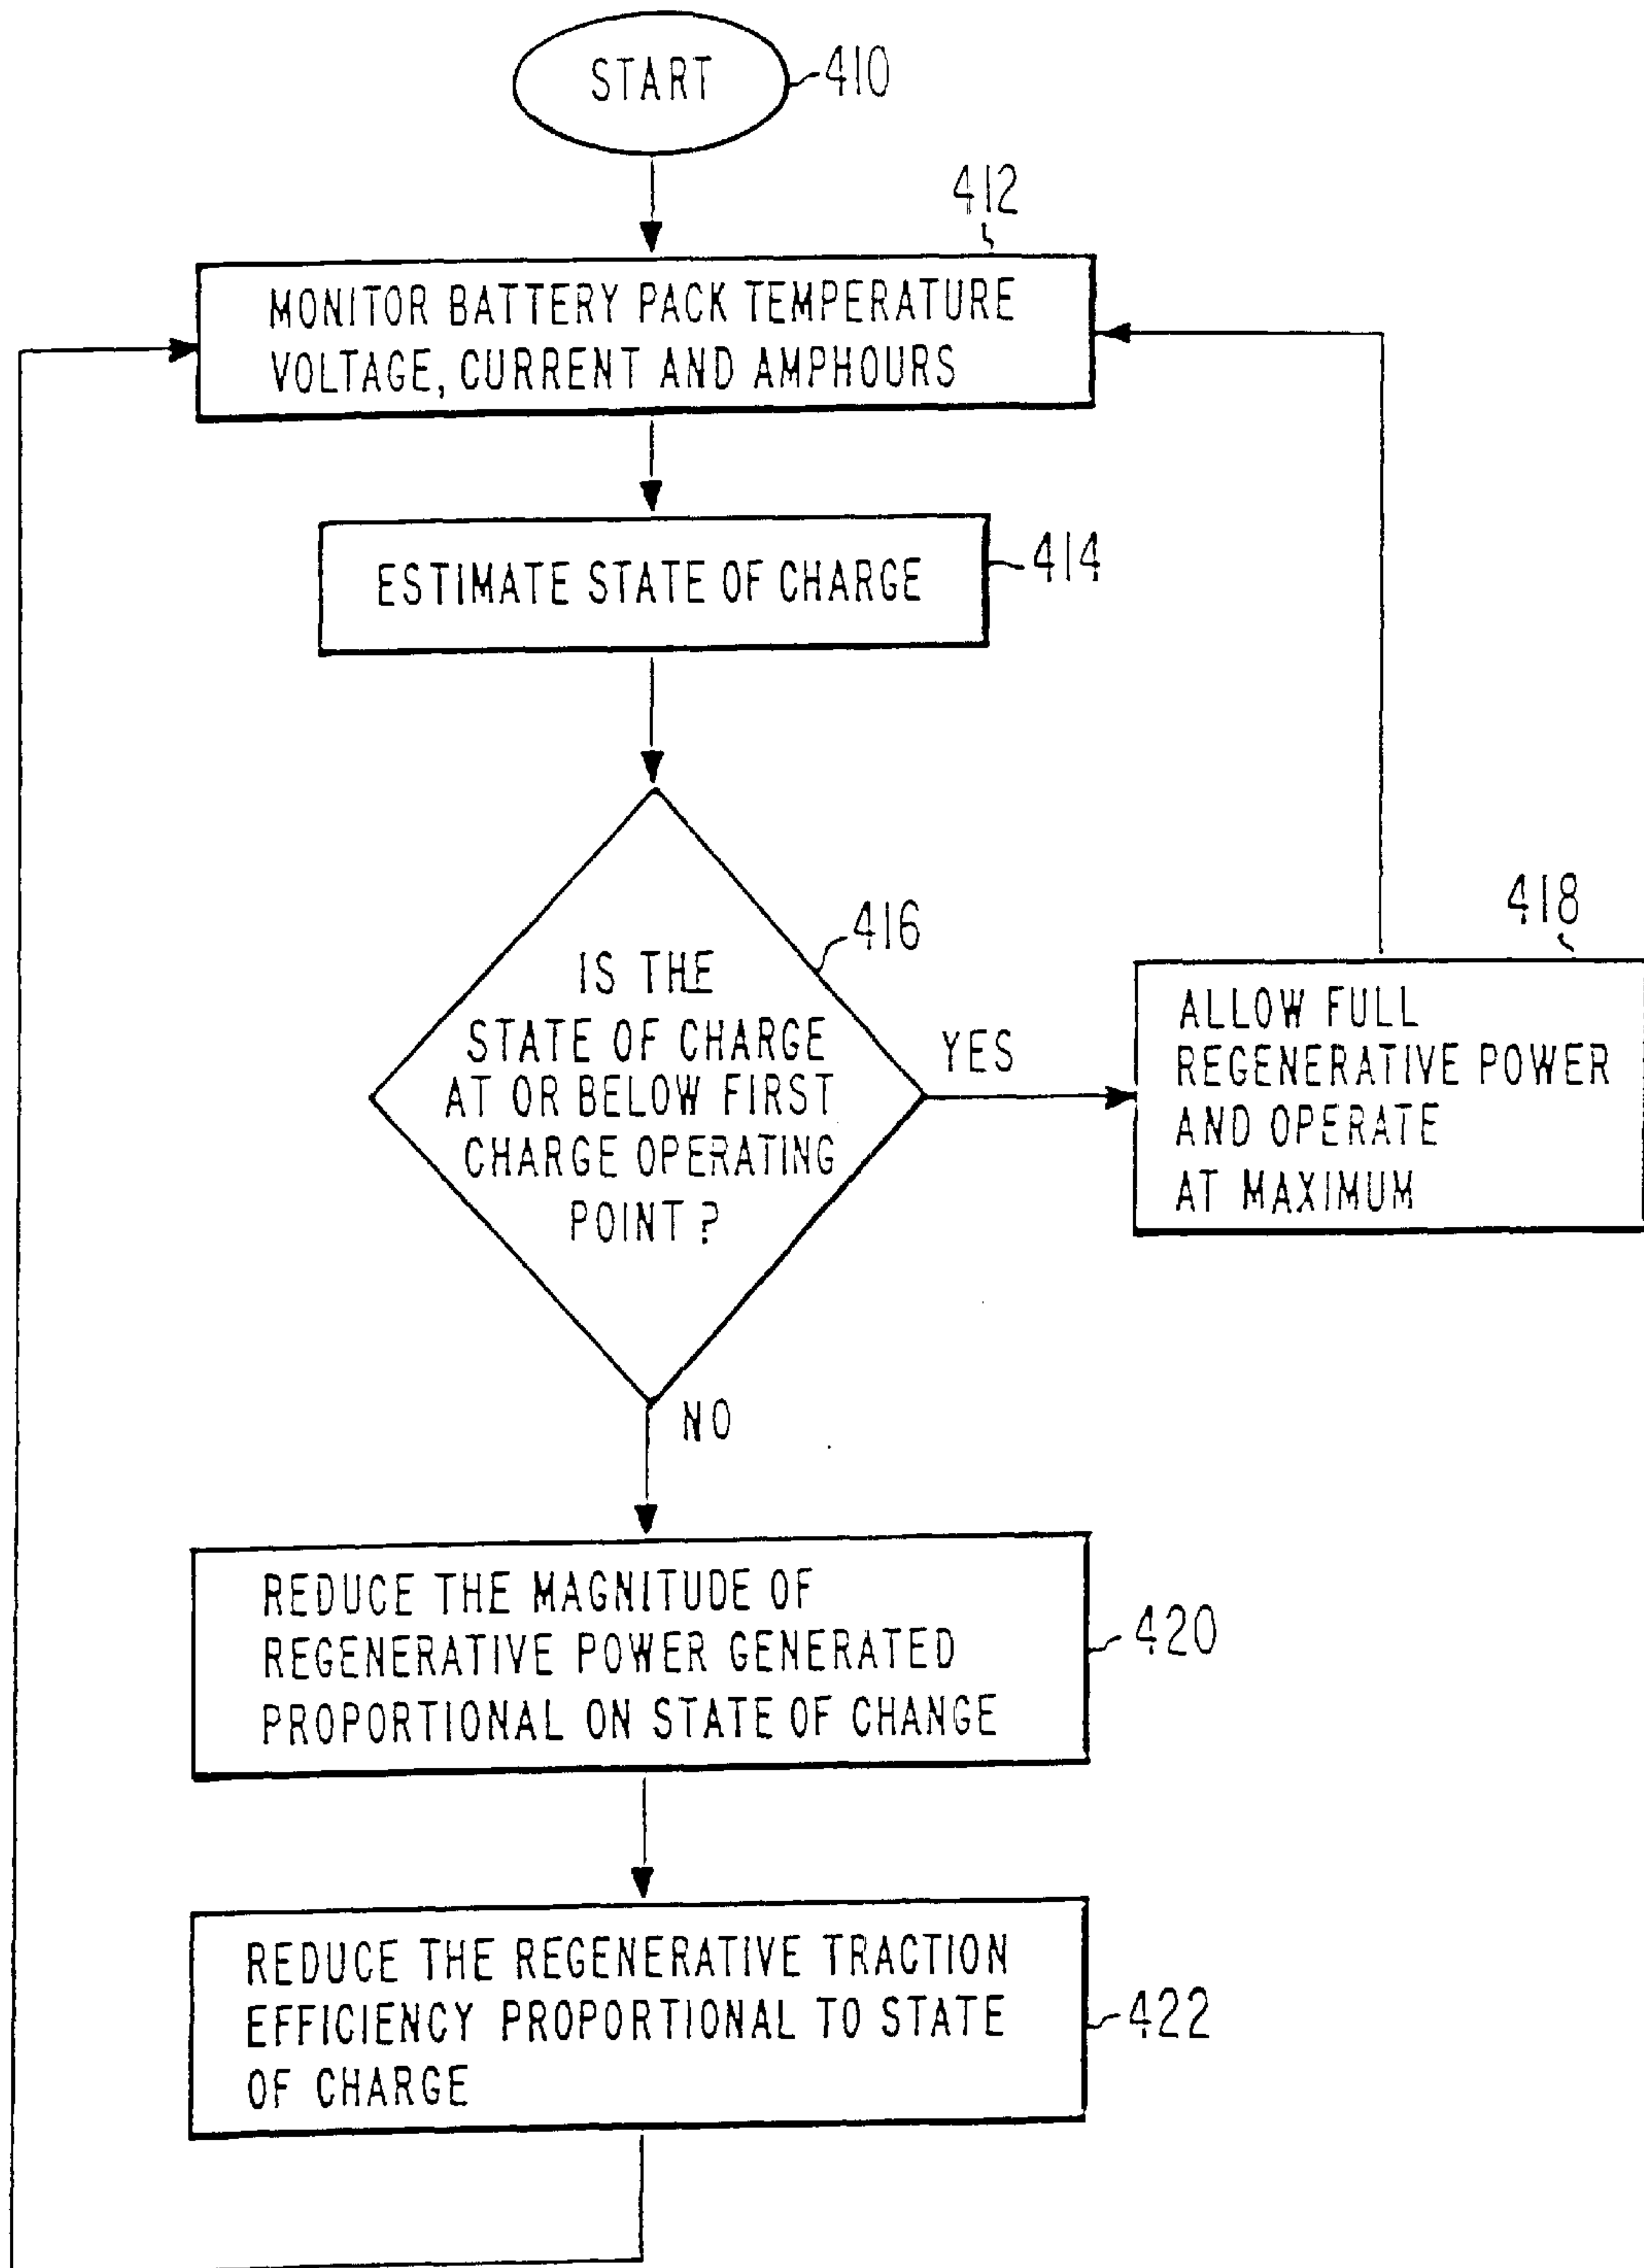 START
410
412
MONITOR BATTERY PACK TEMPERATURE
VOLTAGE, CURRENT AND AMPHOURS
ESTIMATE STATE OF CHARGE
414
416
IS THE
STATE OF CHARGE
AT OR BELOW FIRST
CHARGE OPERATING
POINT ?
YES
418
ALLOW FULL
REGENERATIVE POWER
AND OPERATE
AT MAXIMUM
NO
REDUCE THE MAGNITUDE OF
REGENERATIVE POWER GENERATED
PROPORTIONAL ON STATE OF CHANGE
420
REDUCE THE REGENERATIVE TRACTION
EFFICIENCY PROPORTIONAL TO STATE
OF CHARGE
422